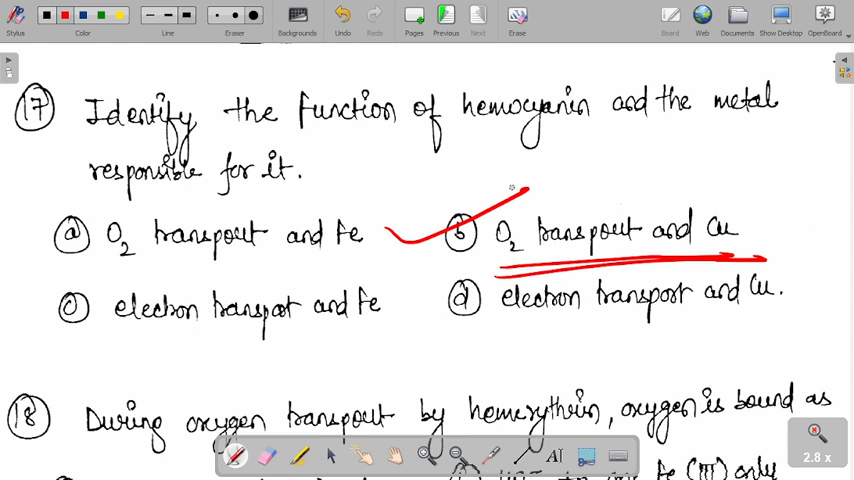 Color
Line
Eraser
Backgrounds
Undo
Redo
Pages
Previous
Next
Erase
Board
Web
Documents
Show Desktop
OpenBoard
17 Identify the function of hemocyanin and the metal
responsible for it.
a O2 transport and Fe
b O2 transport and Cu
c electron transpot and Fe
d electron transport and Cu.
18 During oxygen transport by hemerythrin, oxygen is bound as
Fe (III) only
2.8 x